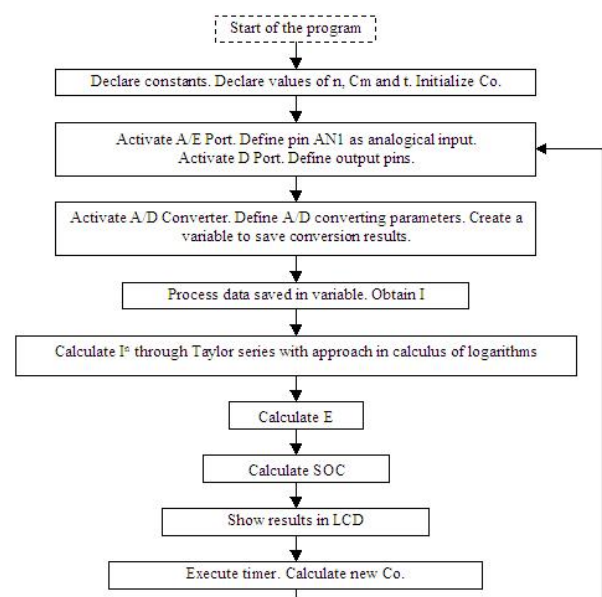 Start of the program
Declare constants. Declare values of n, Cm and t. Initialize Co.
Activate A/E Port. Define pin AN1 as analogical input.
Activate D Port. Define output pins.
Activate A/D Converter. Define A/D converting parameters. Create a
variable to save conversion results.
Process data saved in variable. Obtain I
Calculate Iⁿ through Taylor series with approach in calculus of logarithms
Calculate E
Calculate SOC
Show results in LCD
Execute timer. Calculate new Co.